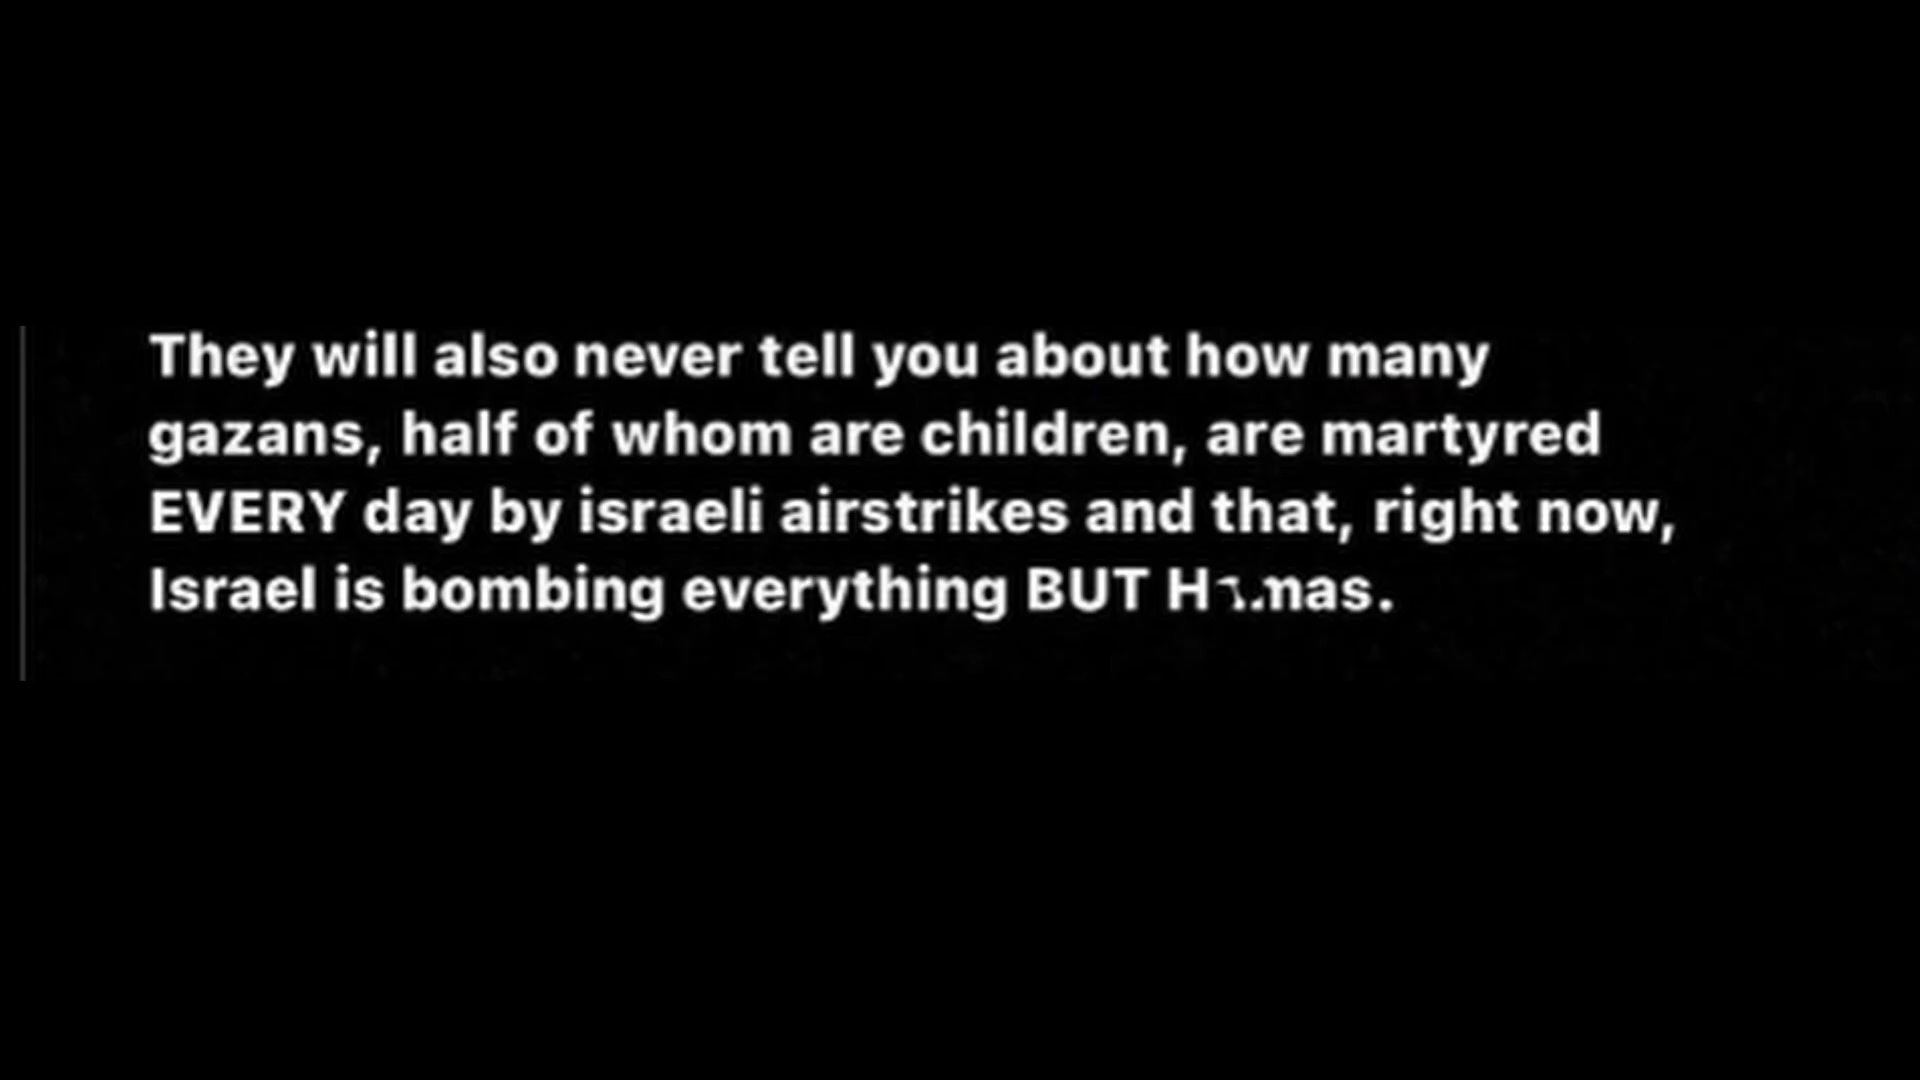 They will also never tell you about how many
gazans, half of whom are children, are martyred
EVERY day by israeli airstrikes and that, right now,
Israel is bombing everything BUT